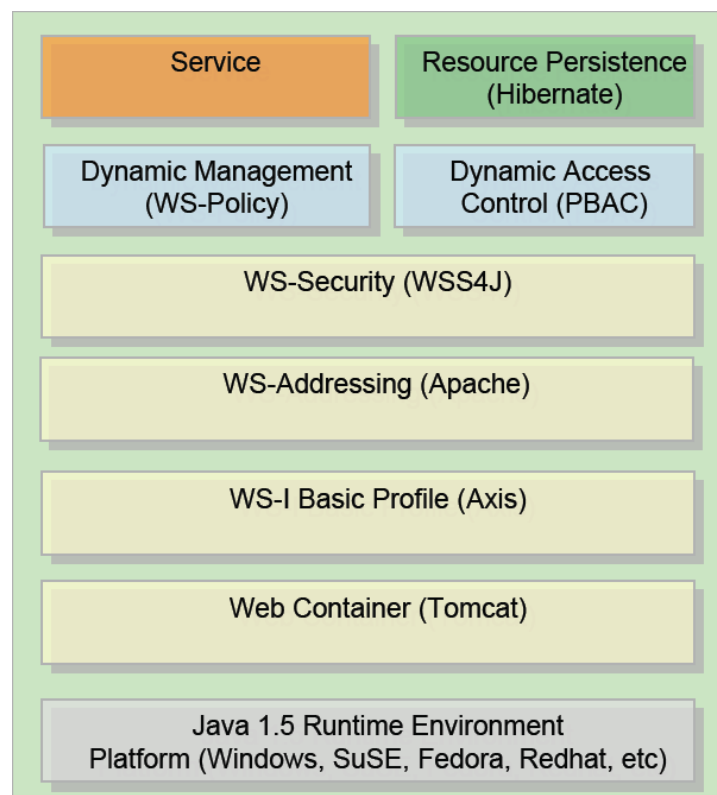 Service
Resource Persistence
(Hibernate)
Dynamic Management
(WS-Policy)
Dynamic Access
Control (PBAC)
WS-Security (WSS4J)
WS-Addressing (Apache)
WS-I Basic Profile (Axis)
Web Container (Tomcat)
Java 1.5 Runtime Environment
Platform (Windows, SuSE, Fedora, Redhat, etc)